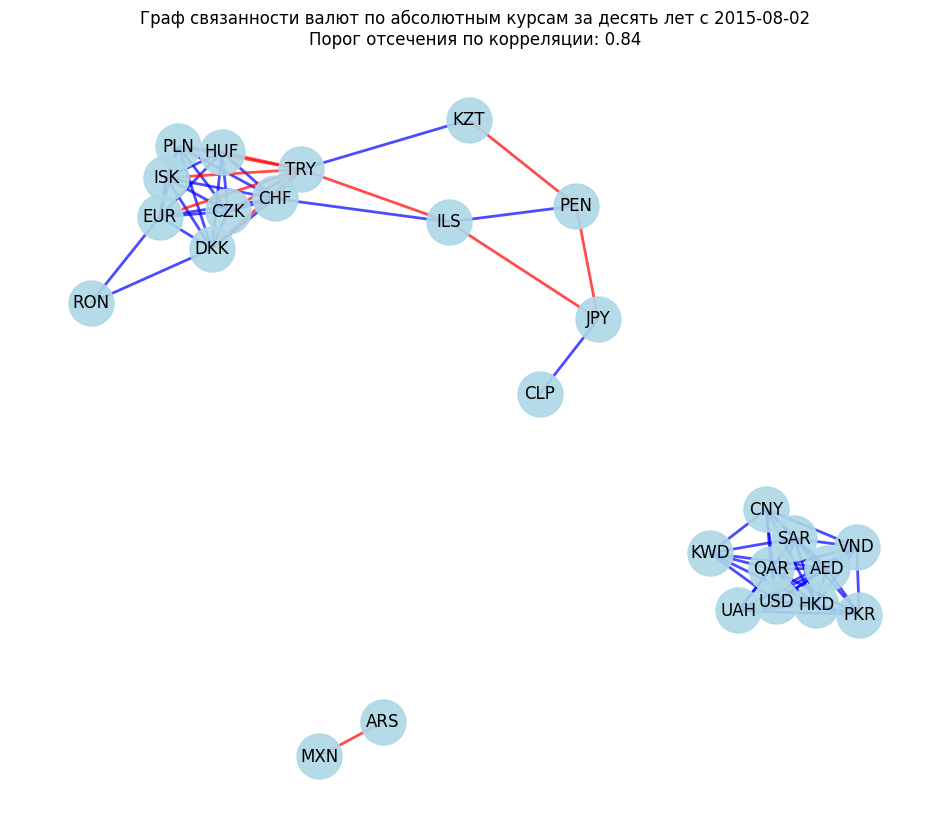 Граф связанности валют по абсолютным курсам за десять лет с 2015-08-02
Порог отсечения по корреляции: 0.84
KZT
PLN
HUF
TRY
ISK
CHF
PEN
EUR
CZK
ILS
DKK
RON
JPY
CLP
CNY
SAR
VND
KWD
QAR
AED
USD
HKD
UAH
PKR
ARS
MXN